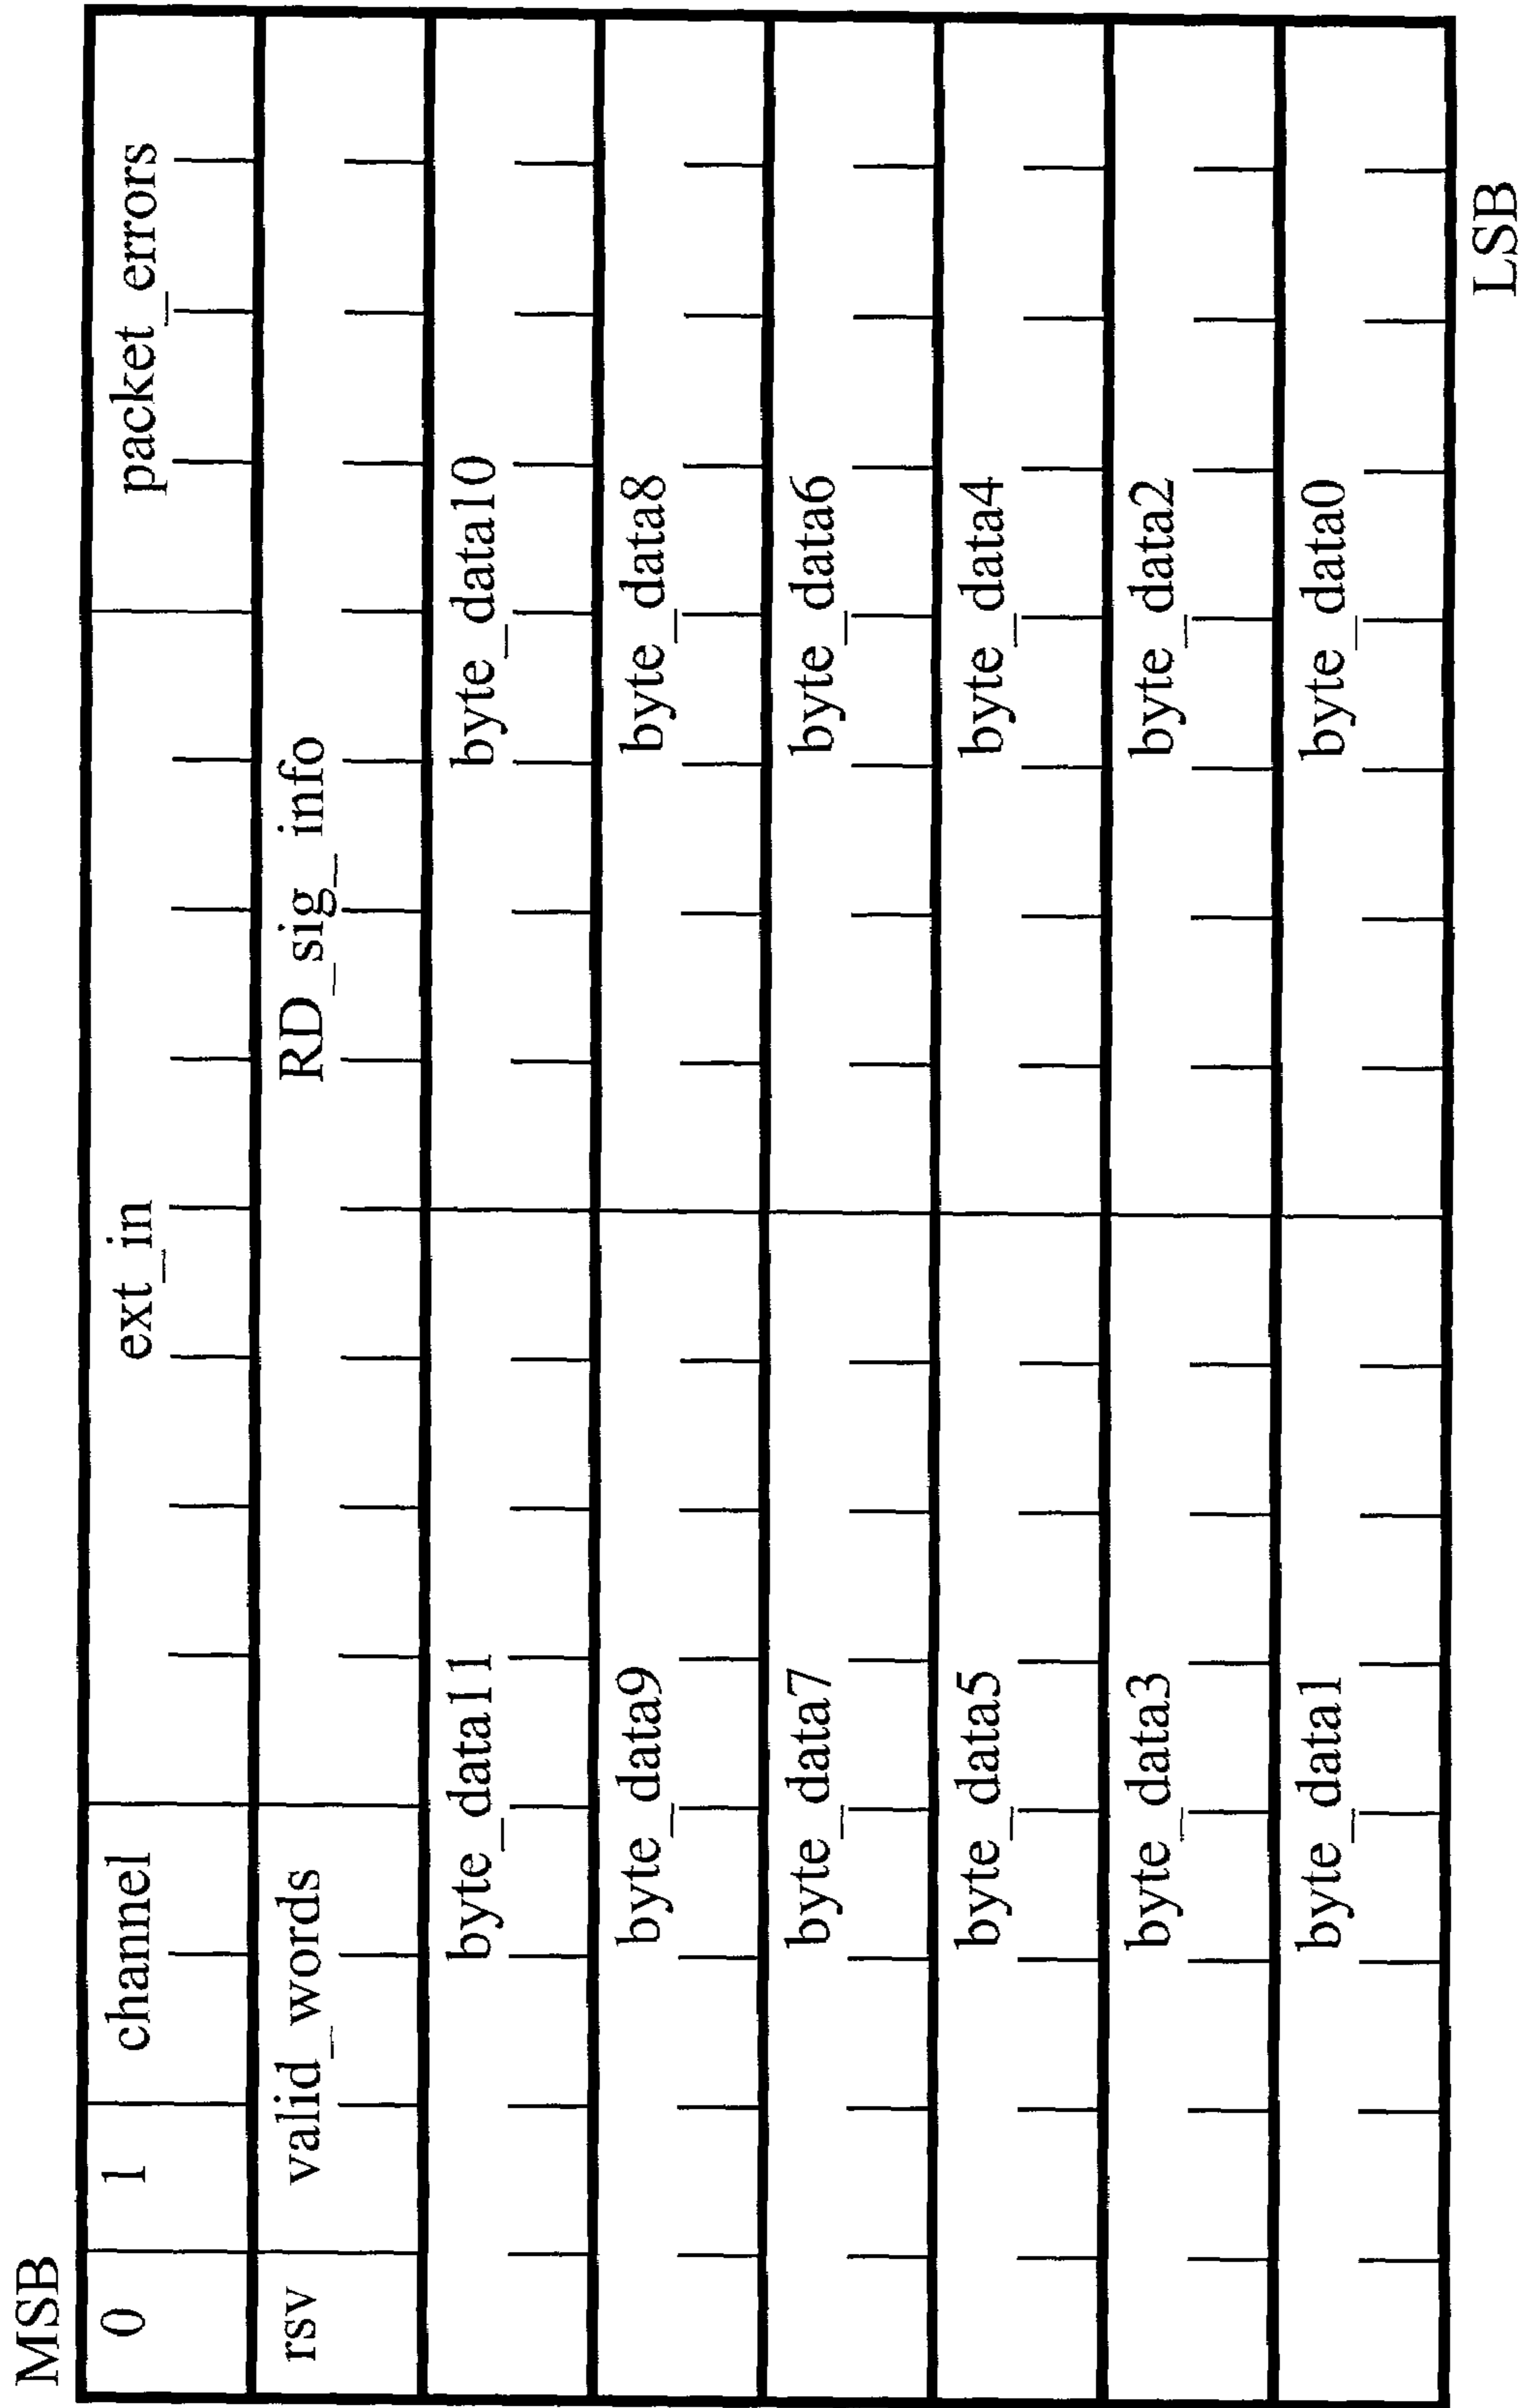 MSB
0 1 channel ext_in packet_errors
rsv valid_words RD_sig_info
byte_data11 byte_data10
byte_data9 byte_data8
byte_data7 byte_data6
byte_data5 byte_data4
byte_data3 byte_data2
byte_data1 byte_data0
LSB